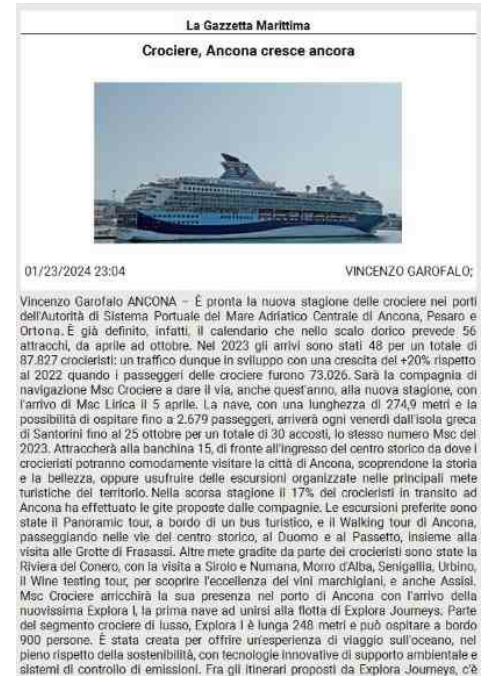 La Gazzetta Marittima
Crociere, Ancona cresce ancora
01/23/2024 23:04
VINCENZO GAROFALO;
Vincenzo Garofalo ANCONA – È pronta la nuova stagione delle crociere nei porti
dell'Autorità di Sistema Portuale del Mare Adriatico Centrale di Ancona, Pesaro e
Ortona. È già definito, infatti, il calendario che nello scalo dorico prevede 56
attracchi, da aprile ad ottobre. Nel 2023 gli arrivi sono stati 48 per un totale di
87.827 crocieristi: un traffico dunque in sviluppo con una crescita del +20% rispetto
al 2022 quando i passeggeri delle crociere furono 73.026. Sarà la compagnia di
navigazione Msc Crociere a dare il via, anche quest'anno, alla nuova stagione, con
l'arrivo di Msc Lirica il 5 aprile. La nave, con una lunghezza di 274,9 metri e la
possibilità di ospitare fino a 2.679 passeggeri, arriverà ogni venerdì dall'isola greca
di Santorini fino al 25 ottobre per un totale di 30 accosti, lo stesso numero Msc del
2023. Attraccherà alla banchina 15, di fronte all'ingresso del centro storico da dove i
crocieristi potranno comodamente visitare la città di Ancona, scoprendone la storia
e la bellezza, oppure usufruire delle escursioni organizzate nelle principali mete
turistiche del territorio. Nella scorsa stagione il 17% dei crocieristi in transito ad
Ancona ha effettuato le gite proposte dalle compagnie. Le escursioni preferite sono
state il Panoramic tour, a bordo di un bus turistico, e il Walking tour di Ancona,
passeggiando nelle vie del centro storico, al Duomo e al Passetto, insieme alla
visita alle Grotte di Frasassi. Altre mete gradite da parte dei crocieristi sono state la
Riviera del Conero, con la visita a Sirolo e Numana, Morro d'Alba, Senigallia, Urbino,
il Wine testing tour, per scoprire l'eccellenza dei vini marchigiani, e anche Assisi.
Msc Crociere arricchirà la sua presenza nel porto di Ancona con l'arrivo della
nuovissima Explora I, la prima nave ad unirsi alla flotta di Explora Journeys. Parte
del segmento crociere di lusso, Explora I è lunga 248 metri e può ospitare a bordo
900 persone. È stata creata per offrire un'esperienza di viaggio sull'oceano, nel
pieno rispetto della sostenibilità, con tecnologie innovative di supporto ambientale e
sistemi di controllo di emissioni. Fra gli itinerari proposti da Explora Journeys, c'è